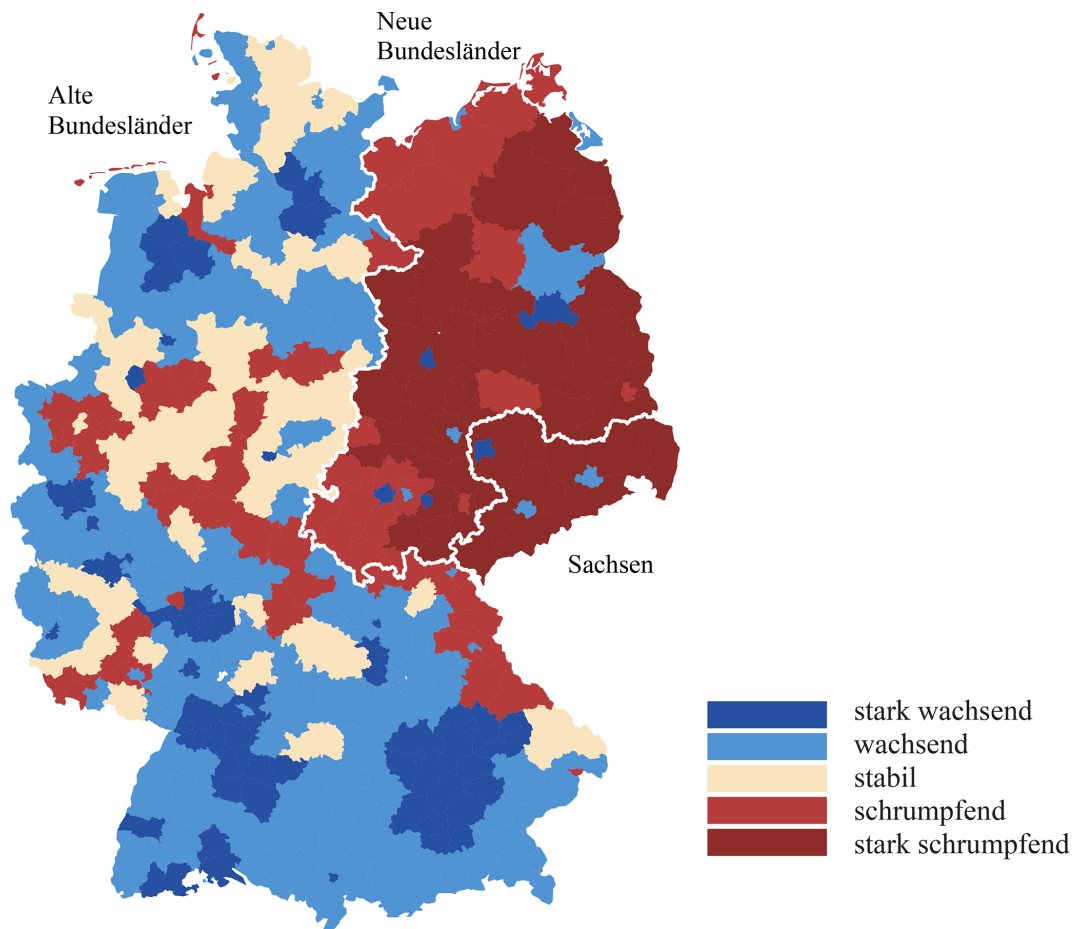 Neue
Bundesländer
Alte
Bundesländer
Sachsen
stark wachsend
wachsend
stabil
schrumpfend
stark schrumpfend